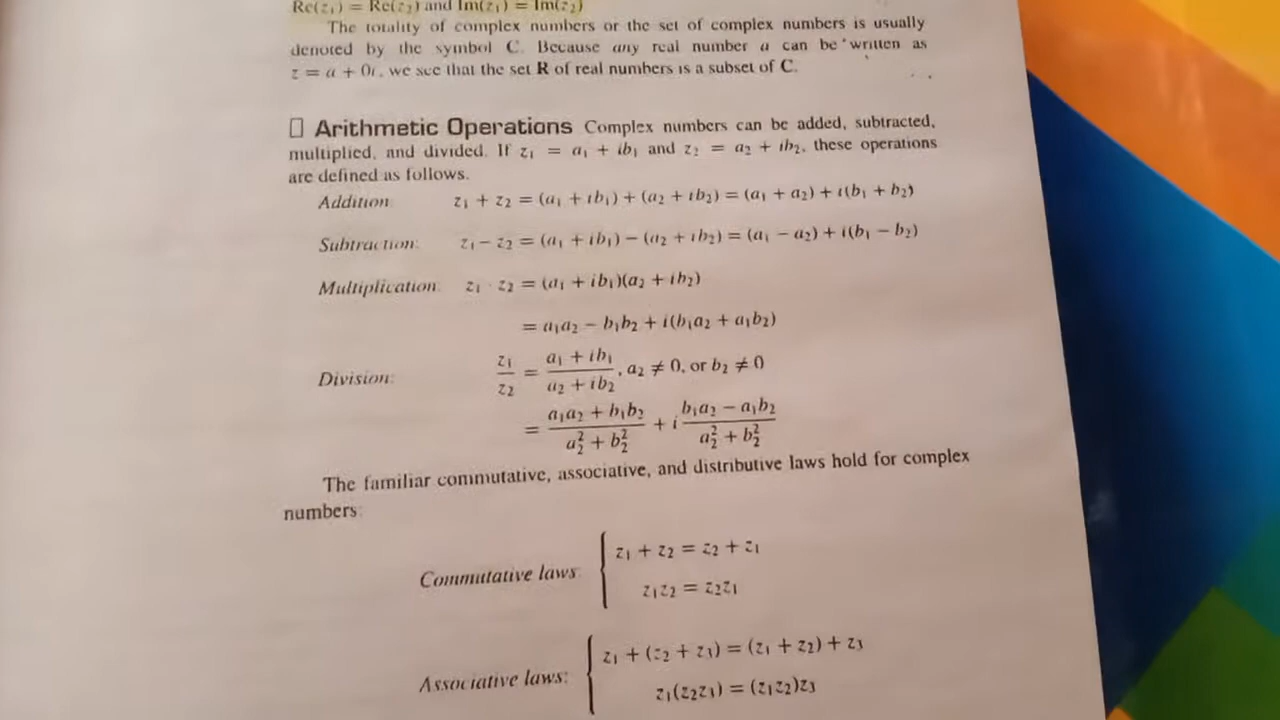 Re(z₁) = Re(z₂) and Im(z₁) = Im(z₂)
The totality of complex numbers or the set of complex numbers is usually
denoted by the symbol C. Because any real number a can be written as
z = a + 0i, we see that the set R of real numbers is a subset of C.
Arithmetic Operations Complex numbers can be added, subtracted,
multiplied, and divided. If z₁ = a₁ + ib₁ and z₂ = a₂ + ib₂, these operations
are defined as follows.
Addition: z₁ + z₂ = (a₁ + ib₁) + (a₂ + ib₂) = (a₁ + a₂) + i(b₁ + b₂)
Subtraction: z₁ − z₂ = (a₁ + ib₁) − (a₂ + ib₂) = (a₁ − a₂) + i(b₁ − b₂)
Multiplication: z₁ · z₂ = (a₁ + ib₁)(a₂ + ib₂)
= a₁a₂ − b₁b₂ + i(b₁a₂ + a₁b₂)
Division: z₁/z₂ = (a₁ + ib₁)/(a₂ + ib₂), a₂ ≠ 0, or b₂ ≠ 0
= (a₁a₂ + b₁b₂)/(a₂² + b₂²) + i (b₁a₂ − a₁b₂)/(a₂² + b₂²)
The familiar commutative, associative, and distributive laws hold for complex
numbers:
Commutative laws: z₁ + z₂ = z₂ + z₁
z₁z₂ = z₂z₁
Associative laws: z₁ + (z₂ + z₃) = (z₁ + z₂) + z₃
z₁(z₂z₃) = (z₁z₂)z₃